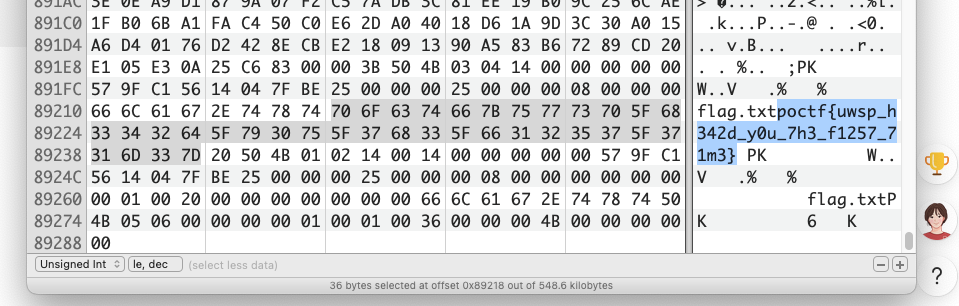 891AC 3E 0E A9 D1 87 9A 07 F2 C5 7A DB 3C 81 EE 19 B0 9C 25 6C AE
891C0 1F B0 6B A1 FA C4 50 C0 E6 2D A0 40 18 D6 1A 9D 3C 30 A0 15 .k...P..-.@ ...<0.
891D4 A6 D4 01 76 D2 42 8E CB E2 18 09 13 90 A5 83 B6 72 89 CD 20 .. v.B... ....r..
891E8 E1 05 E3 0A 25 C6 83 00 00 3B 50 4B 03 04 14 00 00 00 00 00 . . %.. ;PK
891FC 57 9F C1 56 14 04 7F BE 25 00 00 00 25 00 00 00 08 00 00 00 W..V .% %
89210 66 6C 61 67 2E 74 78 74 70 6F 63 74 66 7B 75 77 73 70 5F 68 flag.txtpoctf{uwsp_h
89224 33 34 32 64 5F 79 30 75 5F 37 68 33 5F 66 31 32 35 37 5F 37 342d_y0u_7h3_f1257_7
89238 31 6D 33 7D 20 50 4B 01 02 14 00 14 00 00 00 00 00 57 9F C1 1m3} PK W..
8924C 56 14 04 7F BE 25 00 00 00 25 00 00 00 08 00 00 00 00 00 00 V .% %
89260 00 01 00 20 00 00 00 00 00 00 00 66 6C 61 67 2E 74 78 74 50 flag.txtP
89274 4B 05 06 00 00 00 00 01 00 01 00 36 00 00 00 4B 00 00 00 00 K 6 K
89288 00
Unsigned Int le, dec (select less data)
36 bytes selected at offset 0x89218 out of 548.6 kilobytes
?